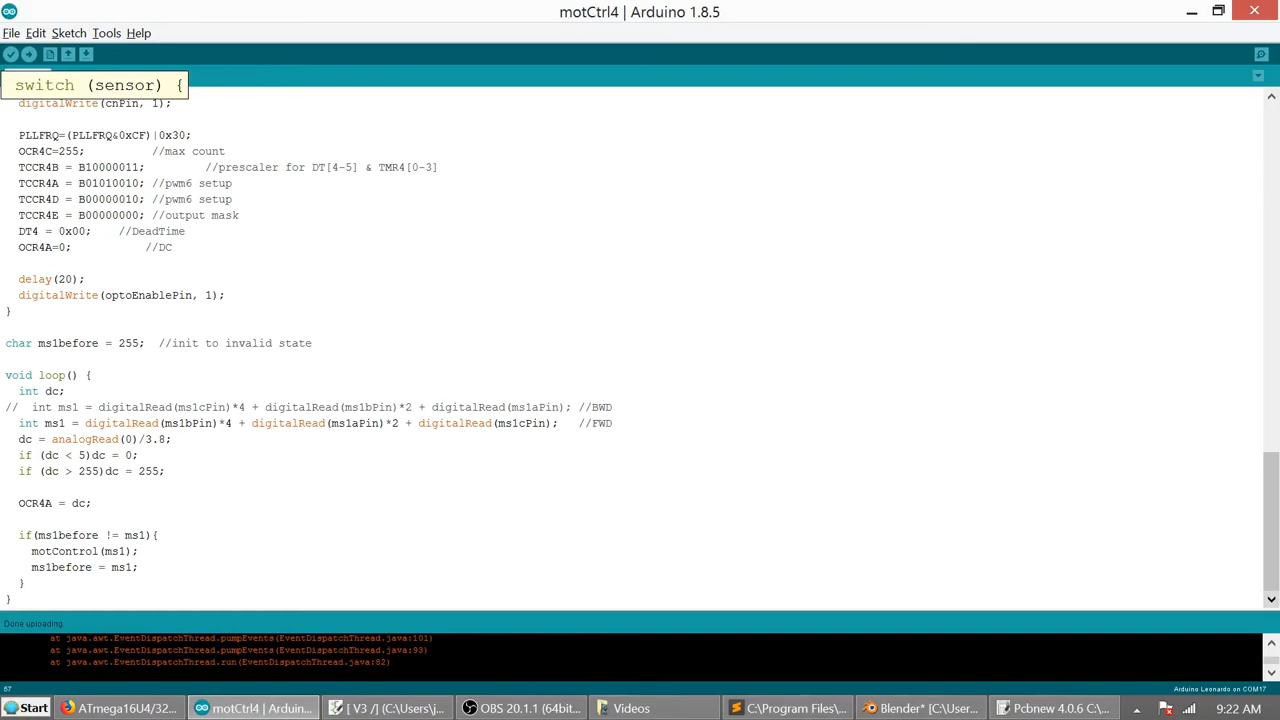 motCtrl4 | Arduino 1.8.5
File Edit Sketch Tools Help
switch (sensor) {
digitalWrite(cnPin, 1);
PLLFRQ=(PLLFRQ&0xCF)|0x30;
OCR4C=255; //max count
TCCR4B = B10000011; //prescaler for DT[4-5] & TMR4[0-3]
TCCR4A = B01010010; //pwm6 setup
TCCR4D = B00000010; //pwm6 setup
TCCR4E = B00000000; //output mask
DT4 = 0x00; //DeadTime
OCR4A=0; //DC
delay(20);
digitalWrite(optoEnablePin, 1);
}
char ms1before = 255; //init to invalid state
void loop() {
int dc;
// int ms1 = digitalRead(ms1cPin)*4 + digitalRead(ms1bPin)*2 + digitalRead(ms1aPin); //BWD
int ms1 = digitalRead(ms1bPin)*4 + digitalRead(ms1aPin)*2 + digitalRead(ms1cPin); //FWD
dc = analogRead(0)/3.8;
if (dc < 5)dc = 0;
if (dc > 255)dc = 255;
OCR4A = dc;
if(ms1before != ms1){
motControl(ms1);
ms1before = ms1;
}
}
Done uploading.
at java.awt.EventDispatchThread.pumpEvents(EventDispatchThread.java:101)
at java.awt.EventDispatchThread.pumpEvents(EventDispatchThread.java:93)
at java.awt.EventDispatchThread.run(EventDispatchThread.java:82)
57 Arduino Leonardo on COM17
Start ATmega16U4/32... motCtrl4 | Arduin... [ V3 /] (C:\Users\j... OBS 20.1.1 (64bit... Videos C:\Program Files\... Blender* [C:\Users... Pcbnew 4.0.6 C:\... 9:22 AM